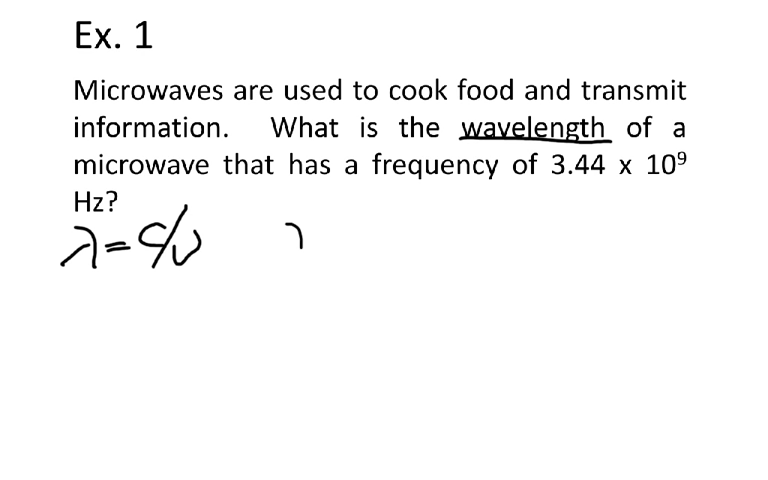 Ex. 1
Microwaves are used to cook food and transmit
information. What is the wavelength of a
microwave that has a frequency of 3.44 x 10⁹
Hz?
λ = c/ν